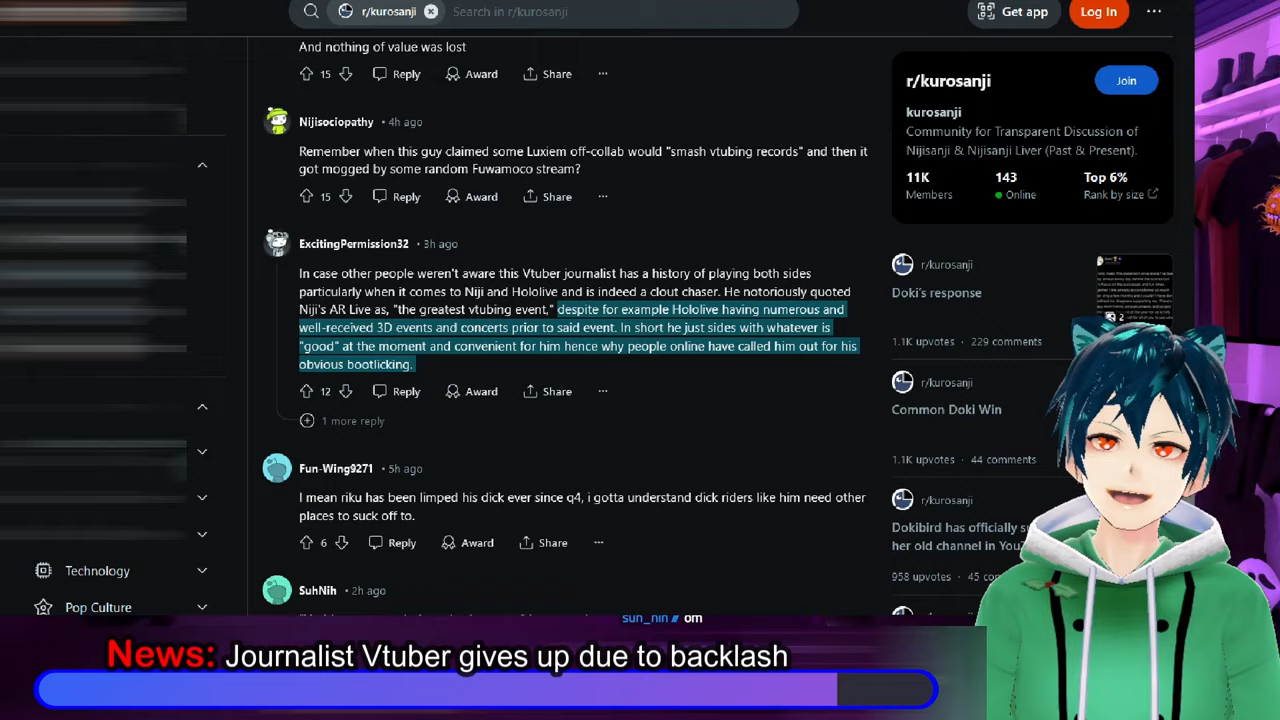 r/kurosanji
Search in r/kurosanji
Get app
Log In
And nothing of value was lost
15
Reply
Award
Share
Nijisociopathy • 4h ago
Remember when this guy claimed some Luxiem off-collab would "smash vtubing records" and then it
got mogged by some random Fuwamoco stream?
15
Reply
Award
Share
ExcitingPermission32 • 3h ago
In case other people weren't aware this Vtuber journalist has a history of playing both sides
particularly when it comes to Niji and Hololive and is indeed a clout chaser. He notoriously quoted
Niji's AR Live as, "the greatest vtubing event," despite for example Hololive having numerous and
well-received 3D events and concerts prior to said event. In short he just sides with whatever is
"good" at the moment and convenient for him hence why people online have called him out for his
obvious bootlicking.
12
Reply
Award
Share
1 more reply
Fun-Wing9271 • 5h ago
I mean riku has been limped his dick ever since q4, i gotta understand dick riders like him need other
places to suck off to.
6
Reply
Award
Share
SuhNih • 2h ago
r/kurosanji
Join
kurosanji
Community for Transparent Discussion of
Nijisanji & Nijisanji Liver (Past & Present).
11K
143
Top 6%
Members
Online
Rank by size
r/kurosanji
Doki's response
2
1.1K upvotes • 229 comments
r/kurosanji
Common Doki Win
1.1K upvotes • 44 comments
r/kurosanji
Dokibird has officially
her old channel in YouT
958 upvotes • 45 com
Technology
Pop Culture
sun_nin // om
News: Journalist Vtuber gives up due to backlash